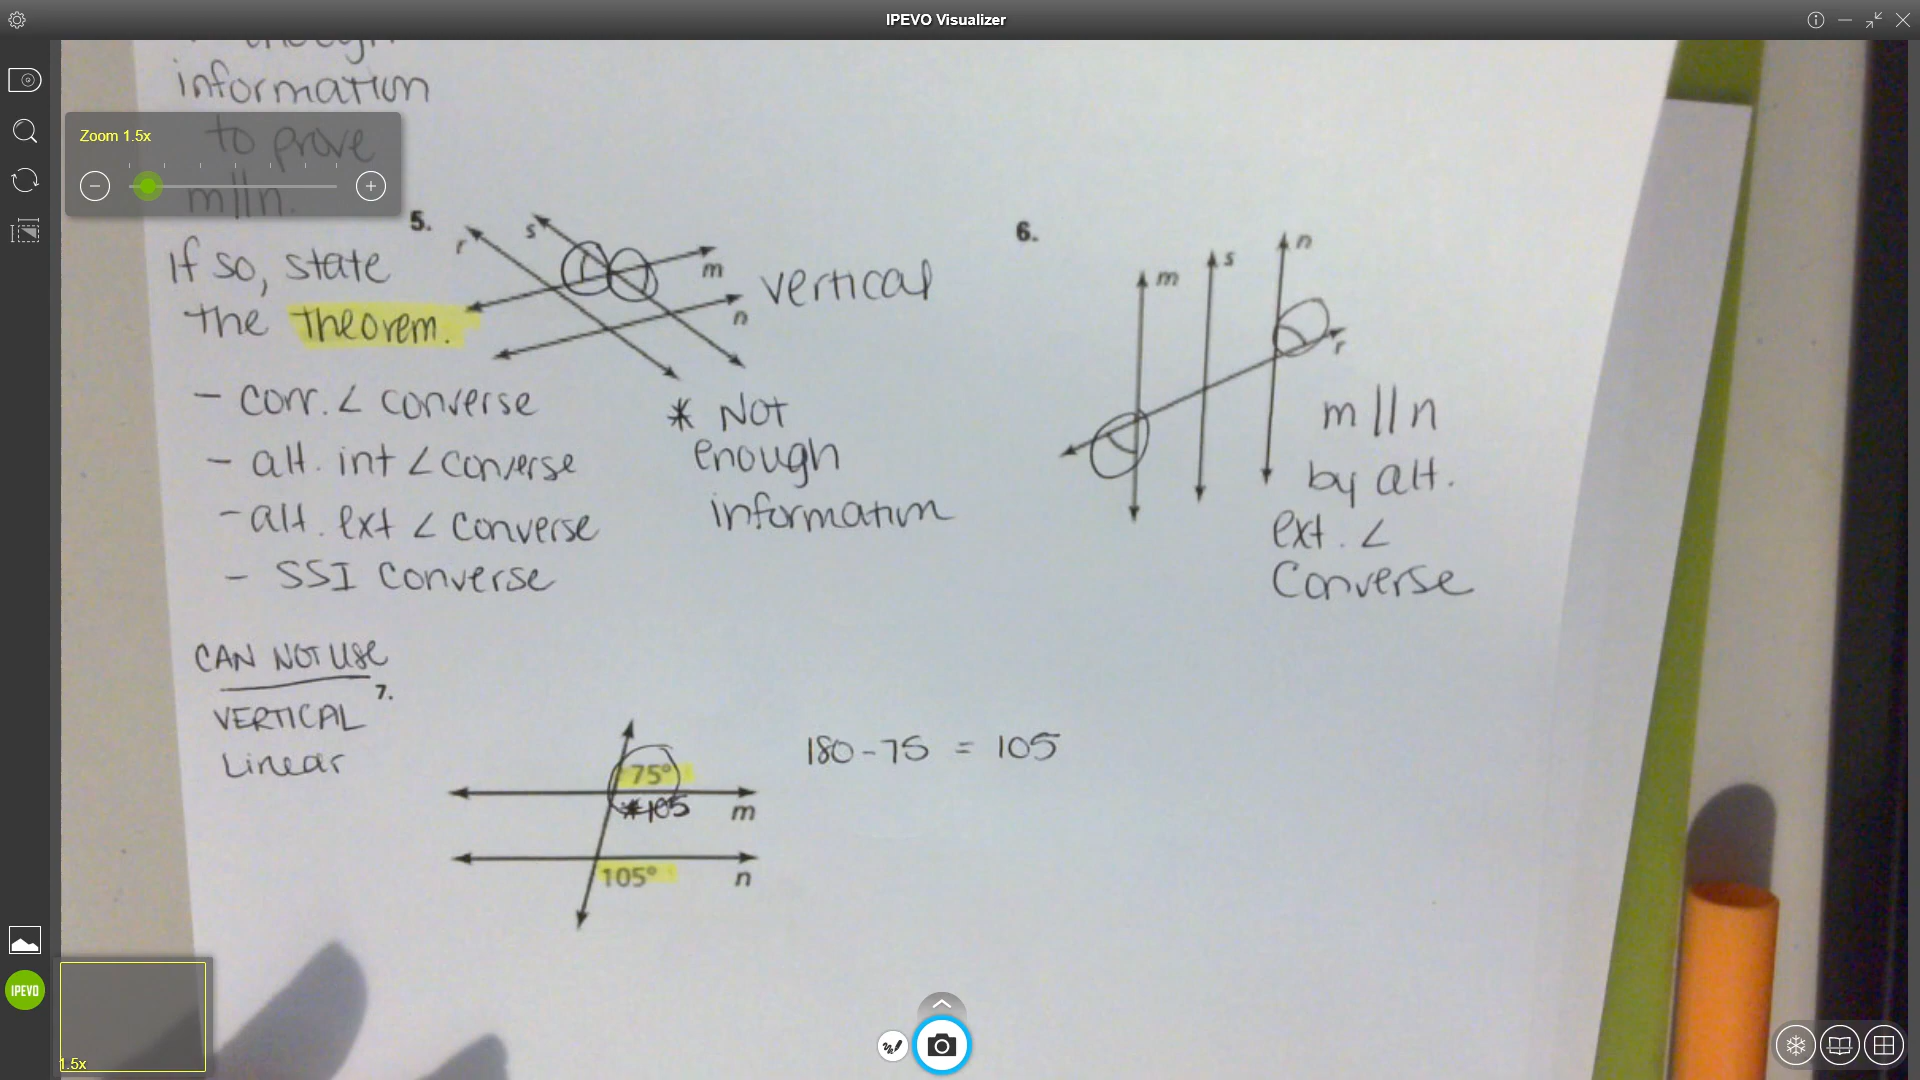 IPEVO Visualizer
information
Zoom 1.5x
to prove
m||n.
5.
r
s
m
n
vertical
6.
m
s
n
r
If so, state
the theorem.
- corr. ∠ converse
- alt. int ∠ converse
- alt. ext ∠ converse
- SSI Converse
* Not
enough
information
m||n
by alt.
ext. ∠
Converse
CAN NOT USE
7.
VERTICAL
Linear
75°
*105
m
105°
n
180-75 = 105
IPEVO
1.5x